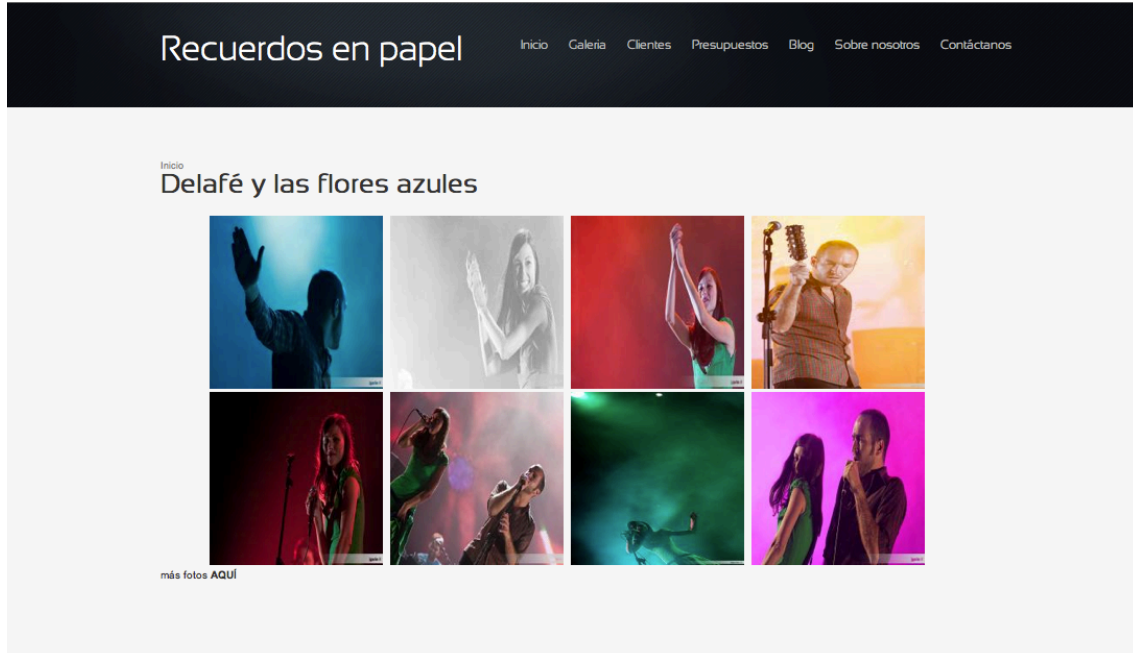 Recuerdos en papel
Inicio Galeria Clientes Presupuestos Blog Sobre nosotros Contáctanos
Inicio
Delafé y las flores azules
más fotos AQUÍ